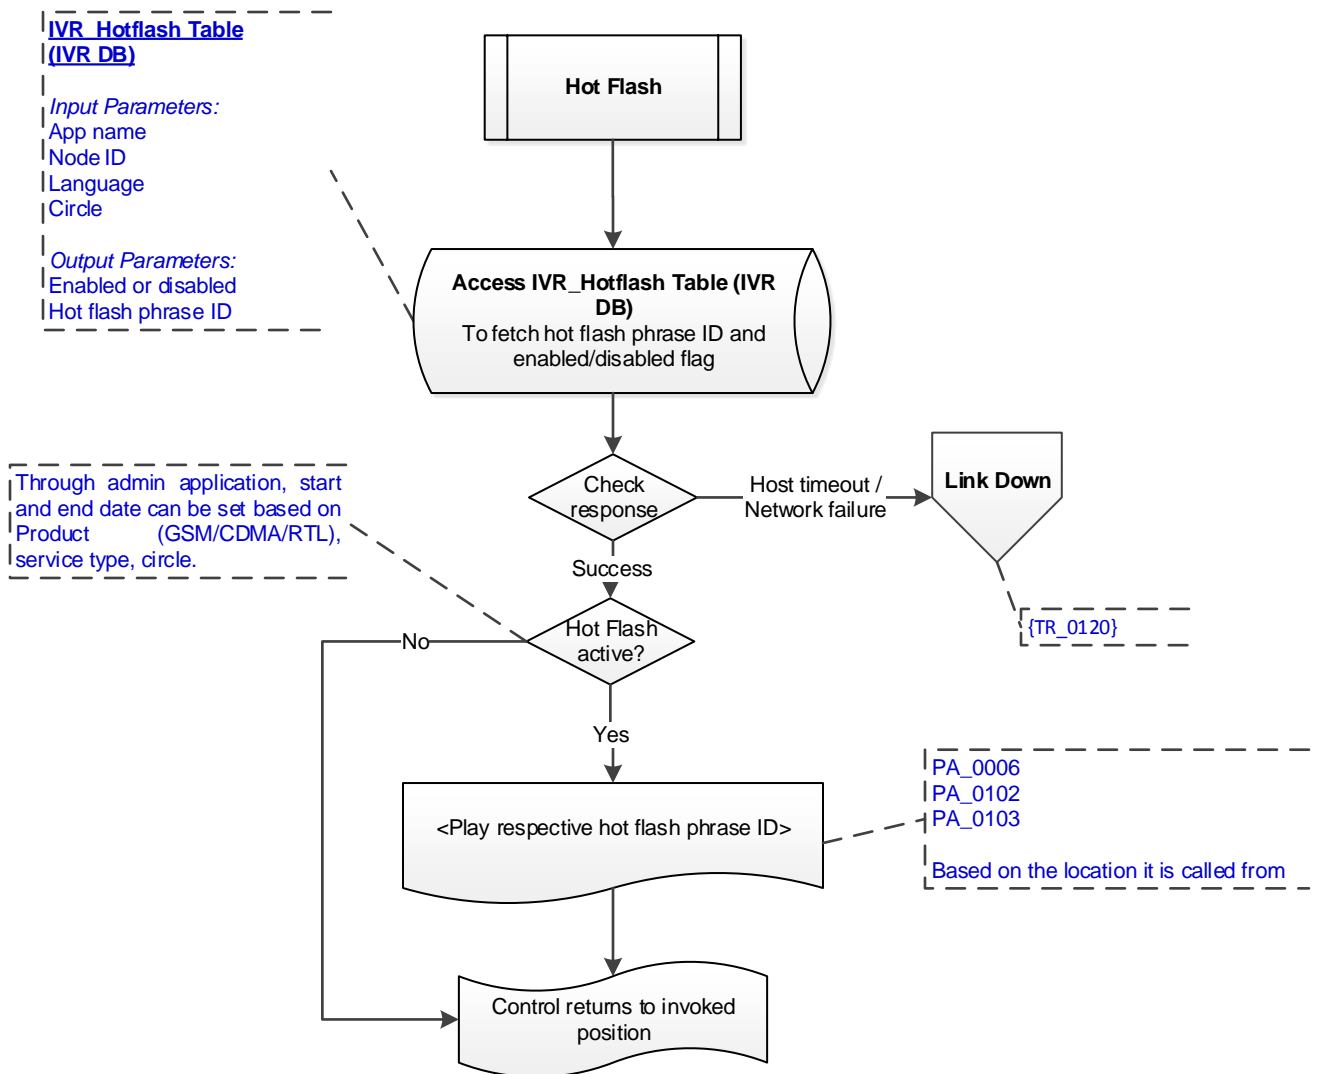 IVR_Hotflash Table
(IVR DB)
Input Parameters:
App name
Node ID
Language
Circle
Output Parameters:
Enabled or disabled
Hot flash phrase ID
Hot Flash
Access IVR_Hotflash Table (IVR
DB)
To fetch hot flash phrase ID and
enabled/disabled flag
Check
response
Host timeout /
Network failure
Link Down
{TR_0120}
Success
Through admin application, start
and end date can be set based on
Product (GSM/CDMA/RTL),
service type, circle.
Hot Flash
active?
No
Yes
<Play respective hot flash phrase ID>
PA_0006
PA_0102
PA_0103
Based on the location it is called from
Control returns to invoked
position